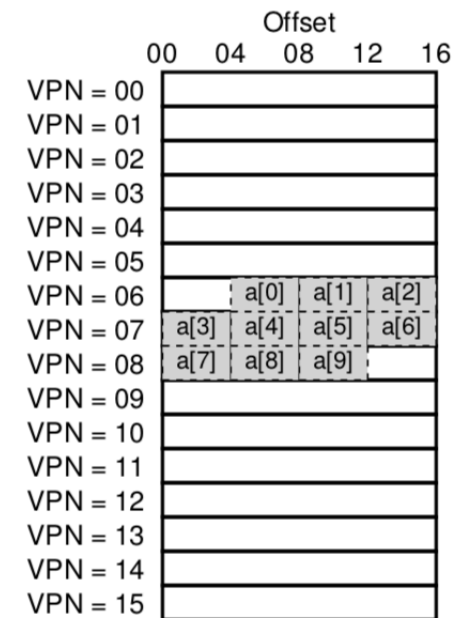 Offset
00 04 08 12 16
VPN = 00
VPN = 01
VPN = 02
VPN = 03
VPN = 04
VPN = 05
VPN = 06 a[0] a[1] a[2]
VPN = 07 a[3] a[4] a[5] a[6]
VPN = 08 a[7] a[8] a[9]
VPN = 09
VPN = 10
VPN = 11
VPN = 12
VPN = 13
VPN = 14
VPN = 15